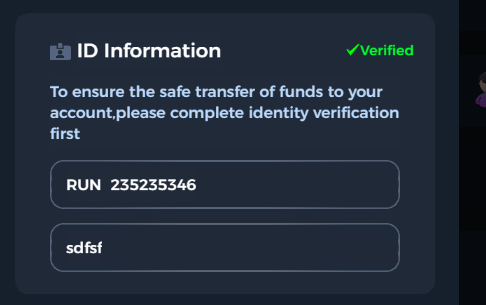 ID Information
✓Verified
To ensure the safe transfer of funds to your
account,please complete identity verification
first
RUN 235235346
sdfsf